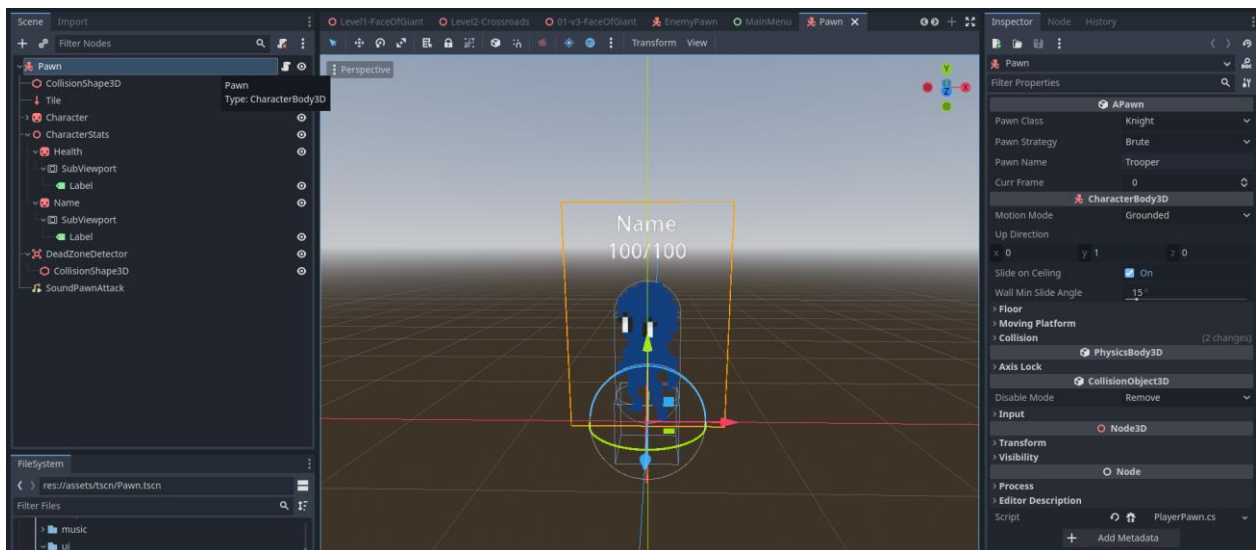 Scene Import
Filter Nodes
Pawn
CollisionShape3D
Tile
Character
CharacterStats
Health
SubViewport
Label
Name
SubViewport
Label
DeadZoneDetector
CollisionShape3D
SoundPawnAttack
Pawn
Type: CharacterBody3D
FileSystem
res://assets/tscn/Pawn.tscn
Filter Files
music
ui
Level1-FaceOfGiant Level2-Crossroads 01-v3-FaceOfGiant EnemyPawn MainMenu Pawn
Transform View
Perspective
Y
X
Z
Name
100/100
Inspector Node History
Pawn
Filter Properties
APawn
Pawn Class Knight
Pawn Strategy Brute
Pawn Name Trooper
Curr Frame 0
CharacterBody3D
Motion Mode Grounded
Up Direction
x 0 y 1 z 0
Slide on Ceiling On
Wall Min Slide Angle 15 °
Floor
Moving Platform
Collision (2 changes)
PhysicsBody3D
Axis Lock
CollisionObject3D
Disable Mode Remove
Input
Node3D
Transform
Visibility
Node
Process
Editor Description
Script PlayerPawn.cs
+ Add Metadata